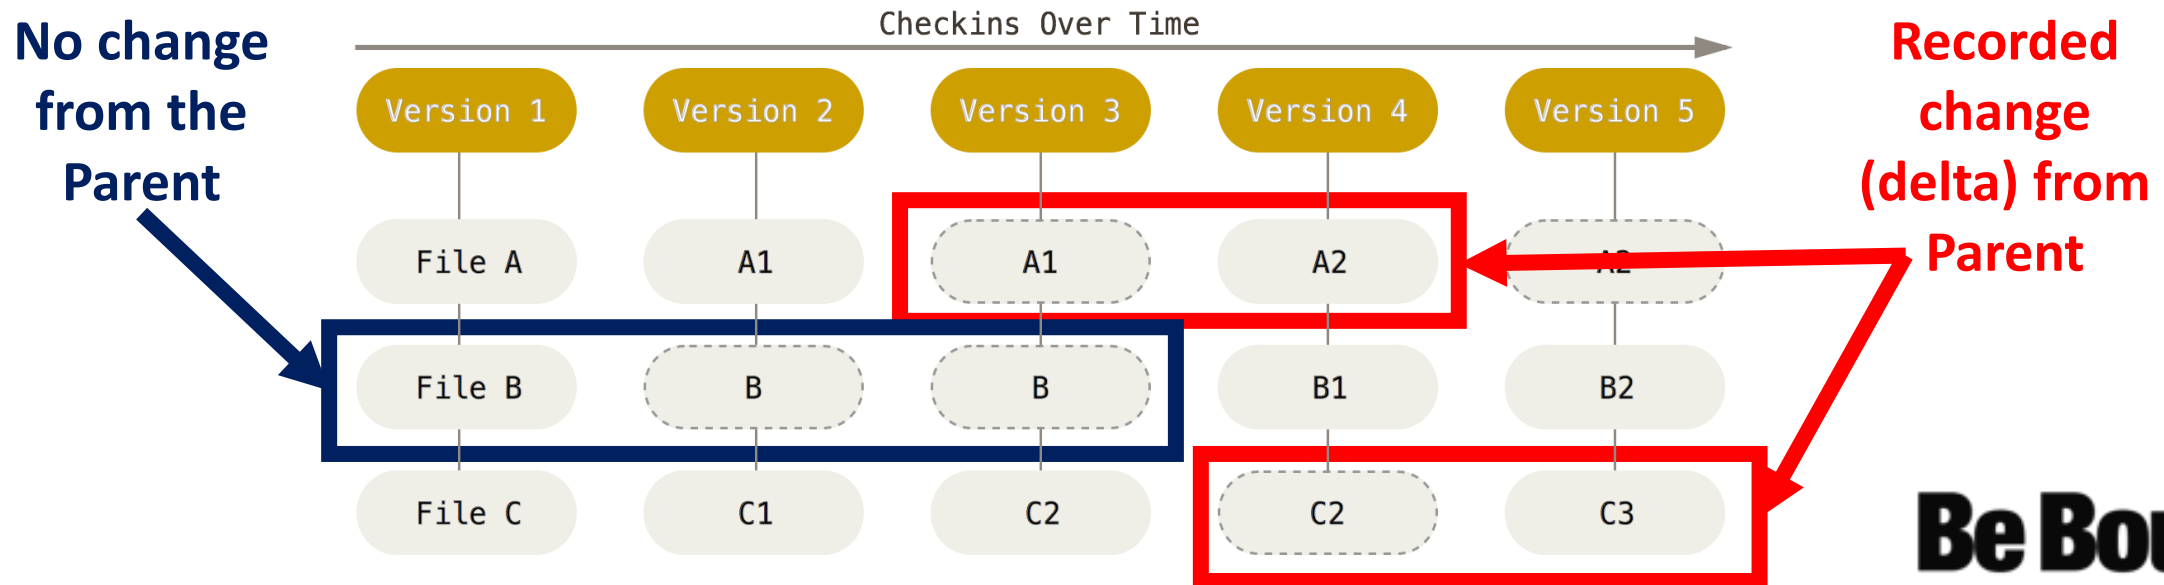 Checkins Over Time
No change
from the
Parent
Recorded
change
(delta) from
Parent
Version 1
Version 2
Version 3
Version 4
Version 5
File A
A1
A1
A2
A2
File B
B
B
B1
B2
File C
C1
C2
C2
C3
Be